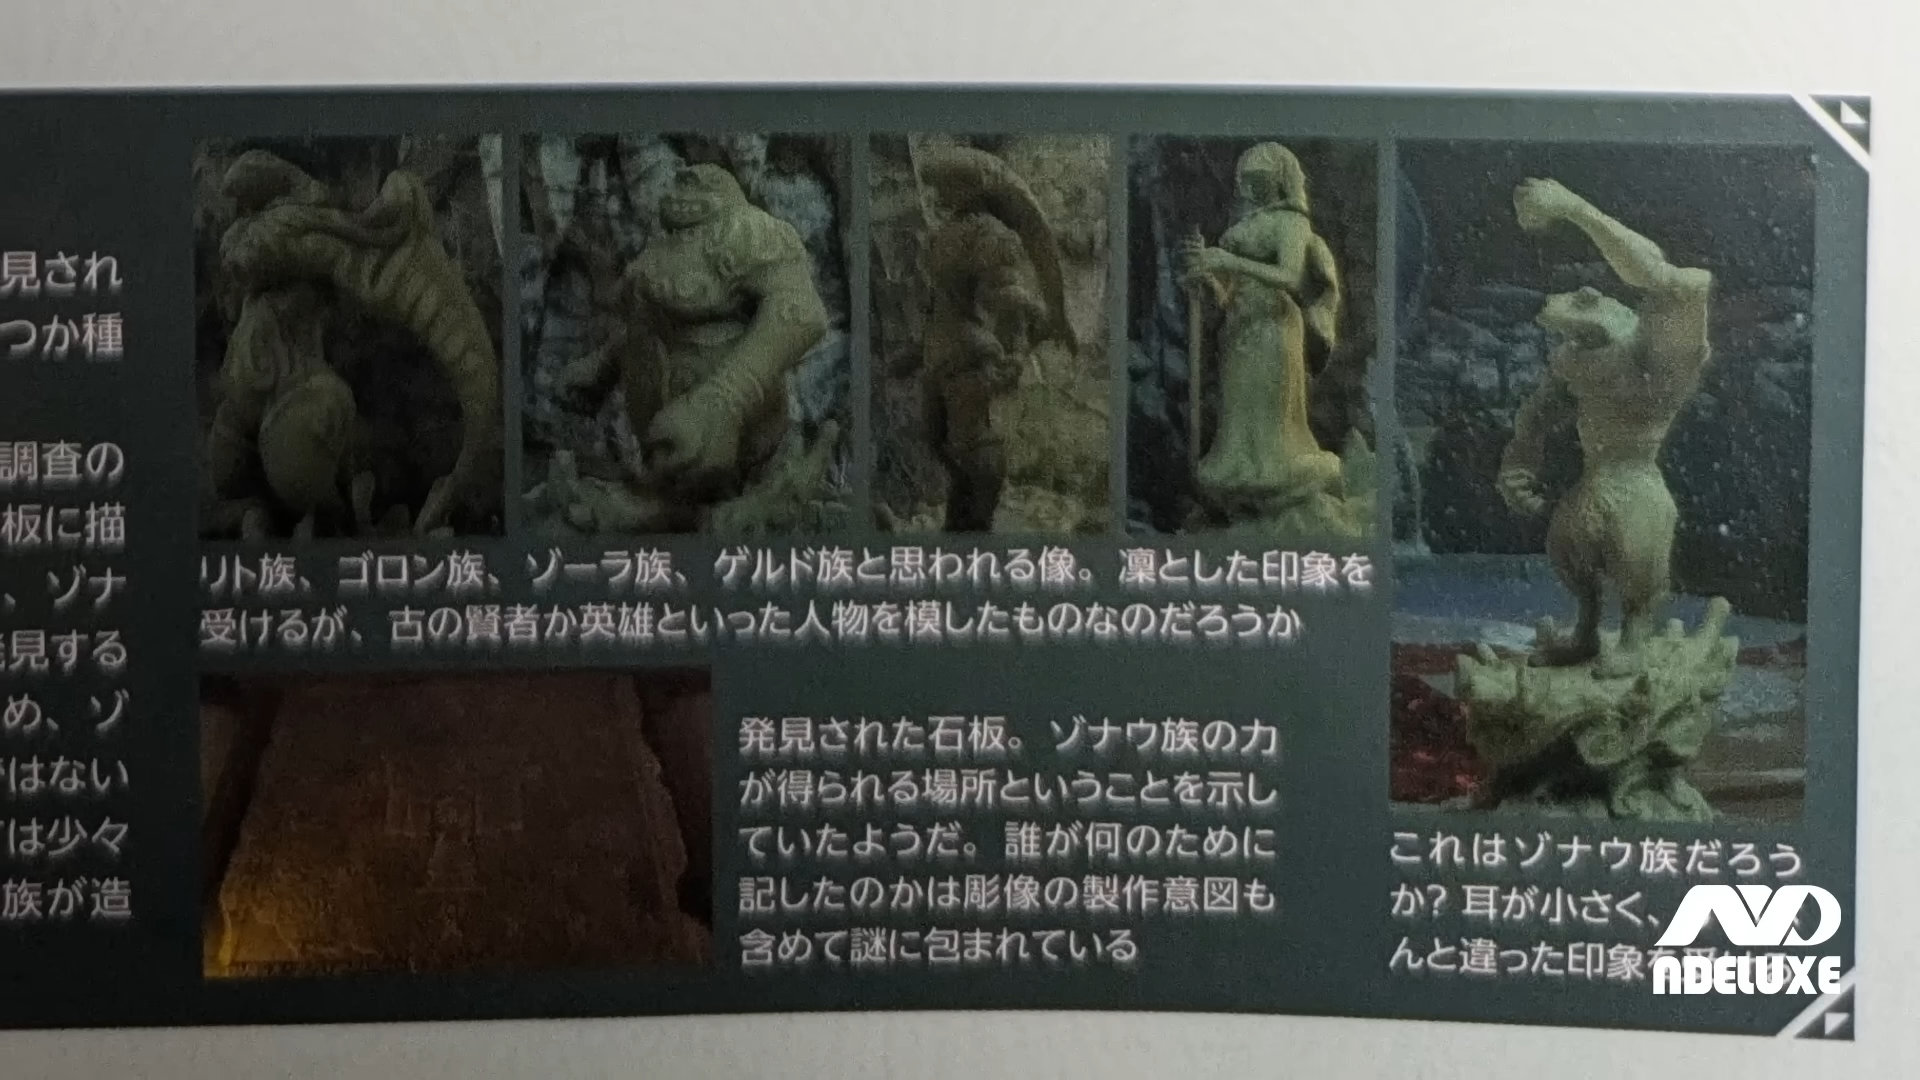 見され
つか種
調査の
板に描
、ゾナ
見する
め、ゾ
はない
は少々
族が造
リト族、ゴロン族、ゾーラ族、ゲルド族と思われる像。凛とした印象を
受けるが、古の賢者か英雄といった人物を模したものなのだろうか
発見された石板。ゾナウ族の力
が得られる場所ということを示し
ていたようだ。誰が何のために
記したのかは彫像の製作意図も
含めて謎に包まれている
これはゾナウ族だろう
か? 耳が小さく、
んと違った印象を受ける
NDELUXE